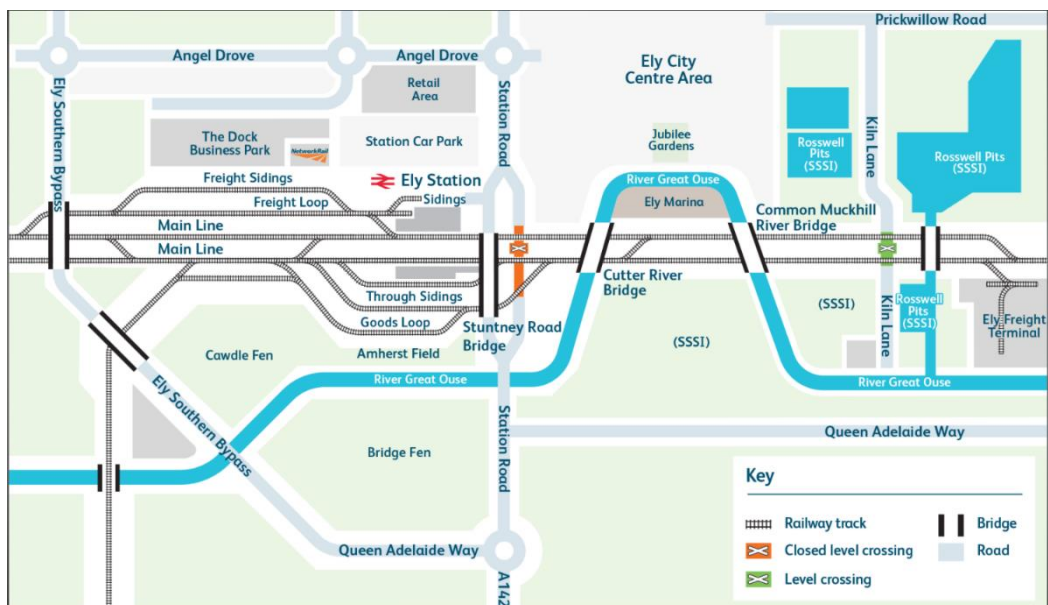 Prickwillow Road
Angel Drove
Angel Drove
Ely City
Centre Area
Ely Southern Bypass
Retail
Area
Station Road
Kiln Lane
The Dock
Business Park
NetworkRail
Station Car Park
Jubilee
Gardens
Rosswell
Pits
(SSSI)
Rosswell Pits
(SSSI)
Freight Sidings
Ely Station
River Great Ouse
Freight Loop
Sidings
Ely Marina
Common Muckhill
River Bridge
Main Line
Main Line
Cutter River
Bridge
Through Sidings
Goods Loop
Stuntney Road
Bridge
(SSSI)
(SSSI)
Kiln Lane
Rosswell
Pits
(SSSI)
Ely Freight
Terminal
Cawdle Fen
Amherst Field
River Great Ouse
River Great Ouse
Ely Southern Bypass
Station Road
Queen Adelaide Way
Bridge Fen
Queen Adelaide Way
A142
Key
Railway track
Bridge
Closed level crossing
Road
Level crossing